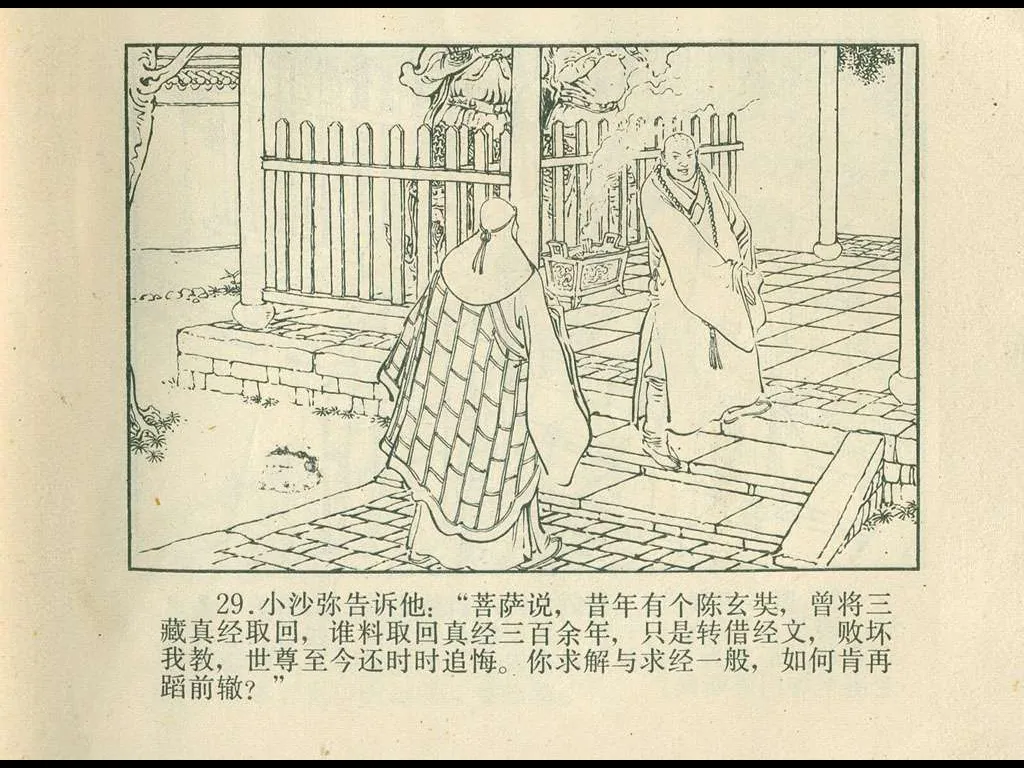 29.小沙弥告诉他：“菩萨说，昔年有个陈玄奘，曾将三
藏真经取回，谁料取回真经三百余年，只是转借经文，败坏
我教，世尊至今还时时追悔。你求解与求经一般，如何肯再
蹈前辙？”